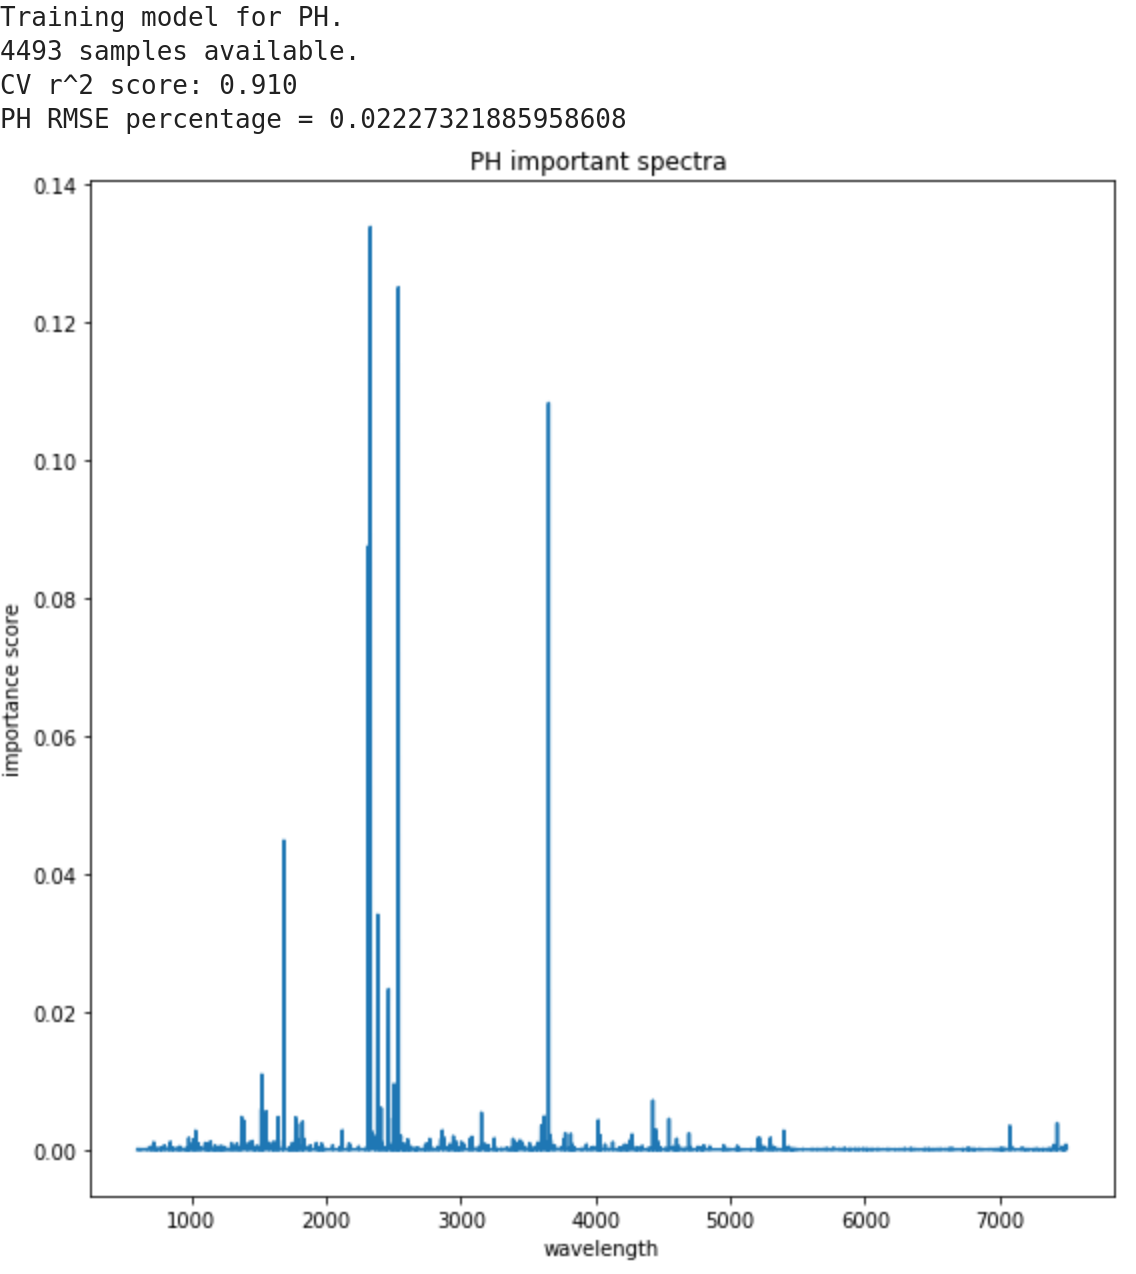 Training model for PH.
4493 samples available.
CV r^2 score: 0.910
PH RMSE percentage = 0.02227321885958608
PH important spectra
0.14
0.12
0.10
0.08
0.06
0.04
0.02
0.00
importance score
1000 2000 3000 4000 5000 6000 7000
wavelength